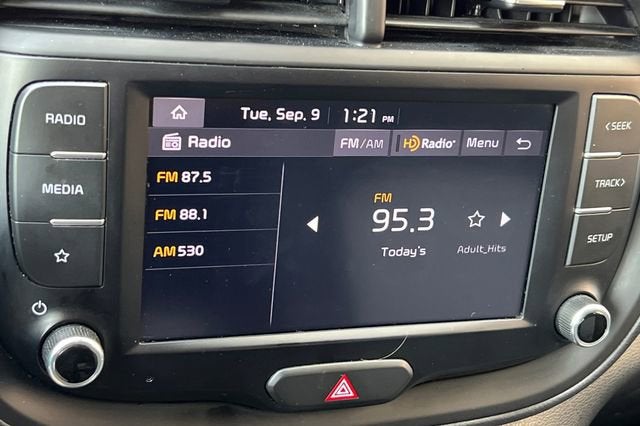 Tue, Sep. 9 1:21 PM
Radio FM/AM HD Radio Menu
RADIO
MEDIA
FM 87.5
FM 88.1
AM 530
FM
95.3
Today's Adult_Hits
<SEEK
TRACK>
SETUP